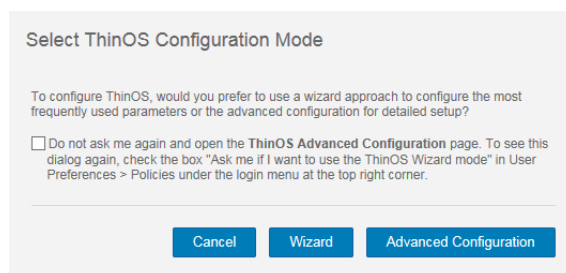 Select ThinOS Configuration Mode
To configure ThinOS, would you prefer to use a wizard approach to configure the most
frequently used parameters or the advanced configuration for detailed setup?
Do not ask me again and open the ThinOS Advanced Configuration page. To see this
dialog again, check the box "Ask me if I want to use the ThinOS Wizard mode" in User
Preferences > Policies under the login menu at the top right corner.
Cancel Wizard Advanced Configuration